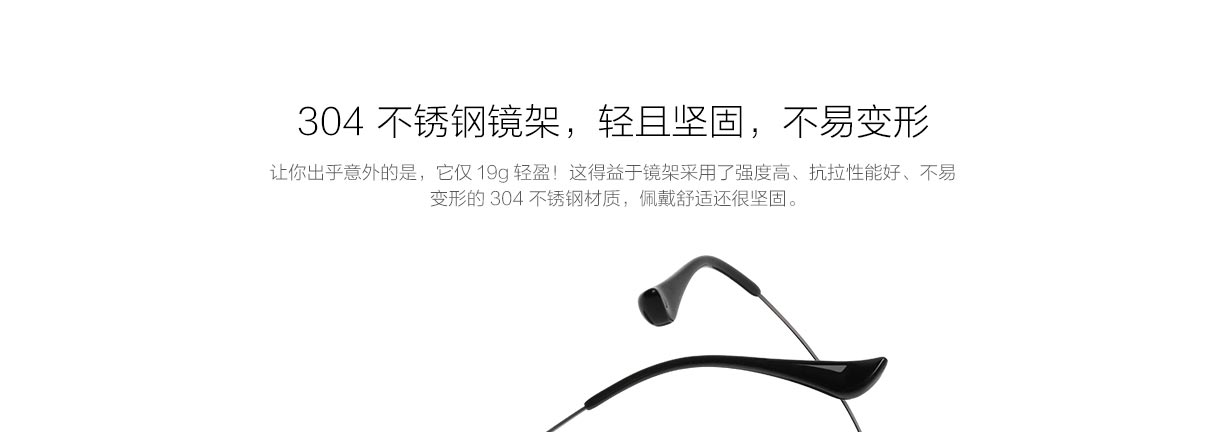 304 不锈钢镜架，轻且坚固，不易变形
让你出乎意外的是，它仅 19g 轻盈！这得益于镜架采用了强度高、抗拉性能好、不易
变形的 304 不锈钢材质，佩戴舒适还很坚固。